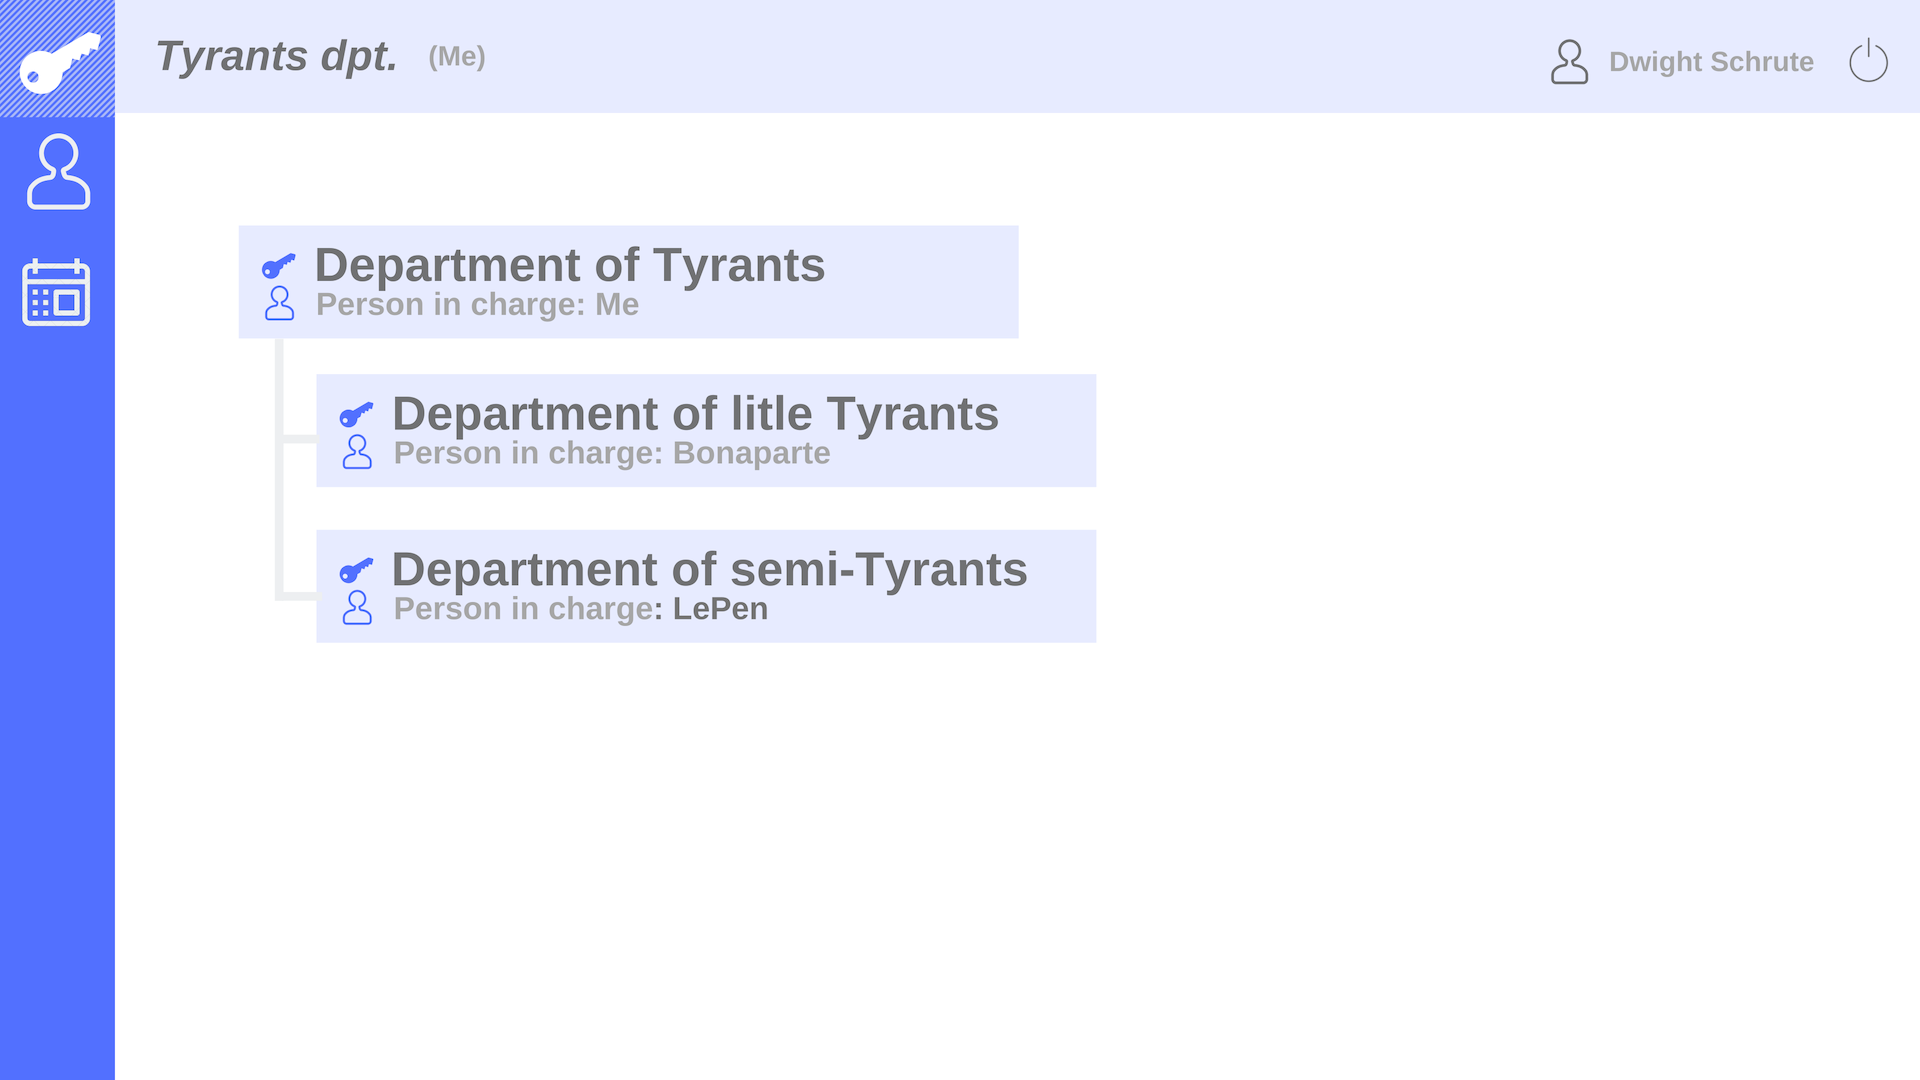 Tyrants dpt. (Me)
Dwight Schrute
Department of Tyrants
Person in charge: Me
Department of litle Tyrants
Person in charge: Bonaparte
Department of semi-Tyrants
Person in charge: LePen